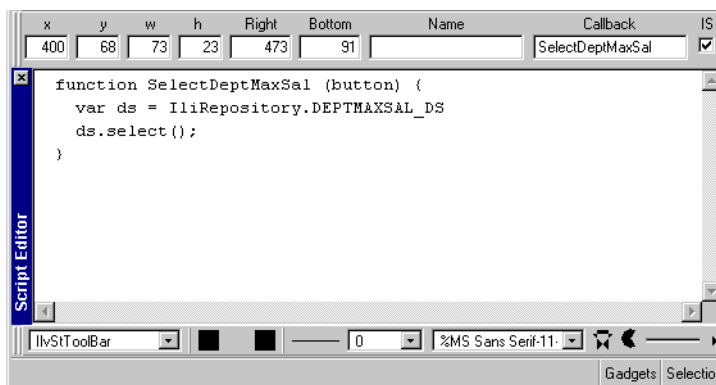 x y w h Right Bottom Name Callback IS
400 68 73 23 473 91 SelectDeptMaxSal
function SelectDeptMaxSal (button) {
var ds = IliRepository.DEPTMAXSAL_DS
ds.select();
}
Script Editor
IlvStToolBar 0 %MS Sans Serif-11-
Gadgets Selectio